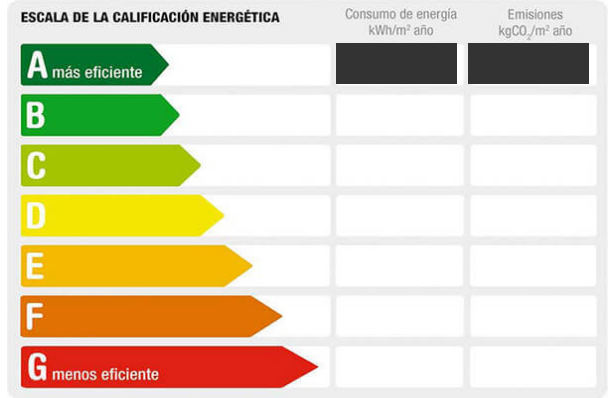 ESCALA DE LA CALIFICACIÓN ENERGÉTICA
Consumo de energía
kWh/m² año
Emisiones
kgCO₂/m² año
A más eficiente
B
C
D
E
F
G menos eficiente